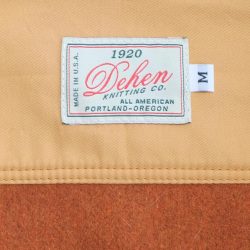 1920
MADE IN U.S.A.
Dehen
KNITTING CO.
ALL AMERICAN
PORTLAND-OREGON
M